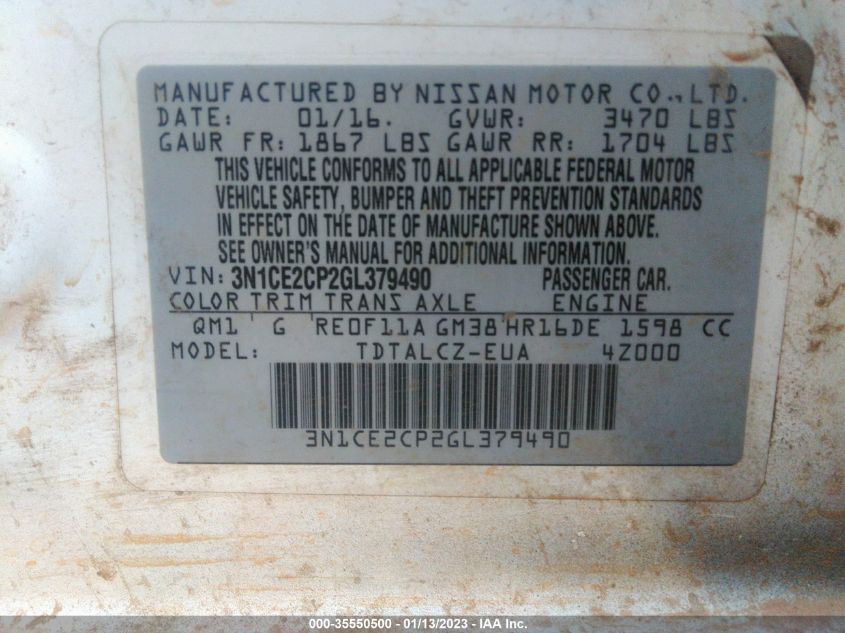 MANUFACTURED BY NISSAN MOTOR CO., LTD.
DATE: 01/16. GVWR: 3470 LBS
GAWR FR: 1867 LBS GAWR RR: 1704 LBS
THIS VEHICLE CONFORMS TO ALL APPLICABLE FEDERAL MOTOR
VEHICLE SAFETY, BUMPER AND THEFT PREVENTION STANDARDS
IN EFFECT ON THE DATE OF MANUFACTURE SHOWN ABOVE.
SEE OWNER'S MANUAL FOR ADDITIONAL INFORMATION.
VIN: 3N1CE2CP2GL379490 PASSENGER CAR.
COLOR TRIM TRANS AXLE ENGINE
QM1 G RE0F11A GM38 HR16DE 1598 CC
MODEL: TDTALCZ-EUA 4Z000
3N1CE2CP2GL379490
000-35550500 - 01/13/2023 - IAA Inc.